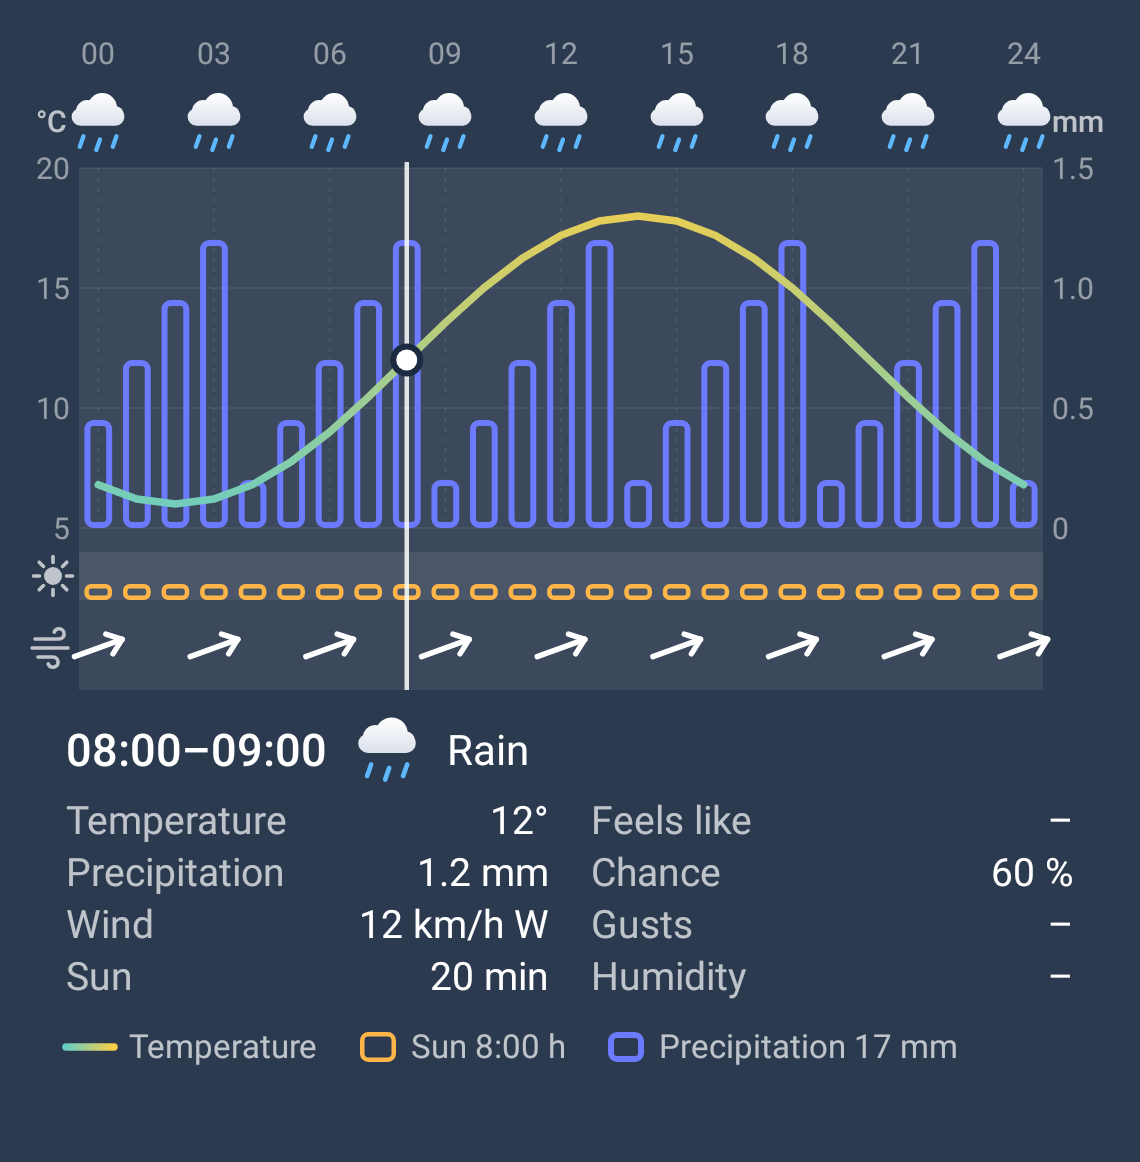 00 03 06 09 12 15 18 21 24
°C mm
20 1.5
15 1.0
10 0.5
5 0
08:00–09:00 Rain
Temperature 12° Feels like –
Precipitation 1.2 mm Chance 60 %
Wind 12 km/h W Gusts –
Sun 20 min Humidity –
Temperature Sun 8:00 h Precipitation 17 mm